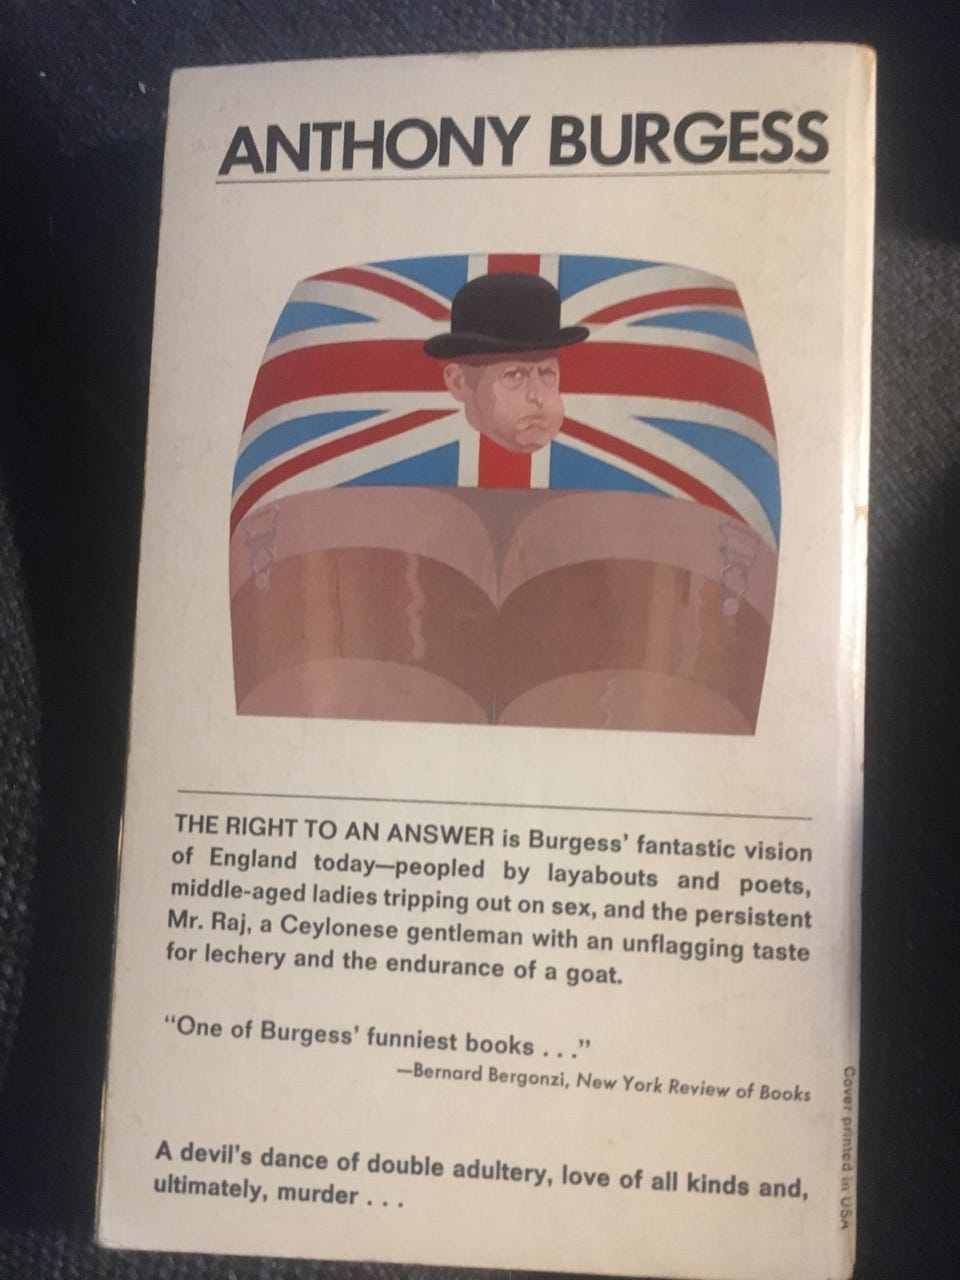 ANTHONY BURGESS
THE RIGHT TO AN ANSWER is Burgess' fantastic vision
of England today—peopled by layabouts and poets,
middle-aged ladies tripping out on sex, and the persistent
Mr. Raj, a Ceylonese gentleman with an unflagging taste
for lechery and the endurance of a goat.
“One of Burgess' funniest books . . .”
—Bernard Bergonzi, New York Review of Books
A devil's dance of double adultery, love of all kinds and,
ultimately, murder . . .
Cover printed in USA